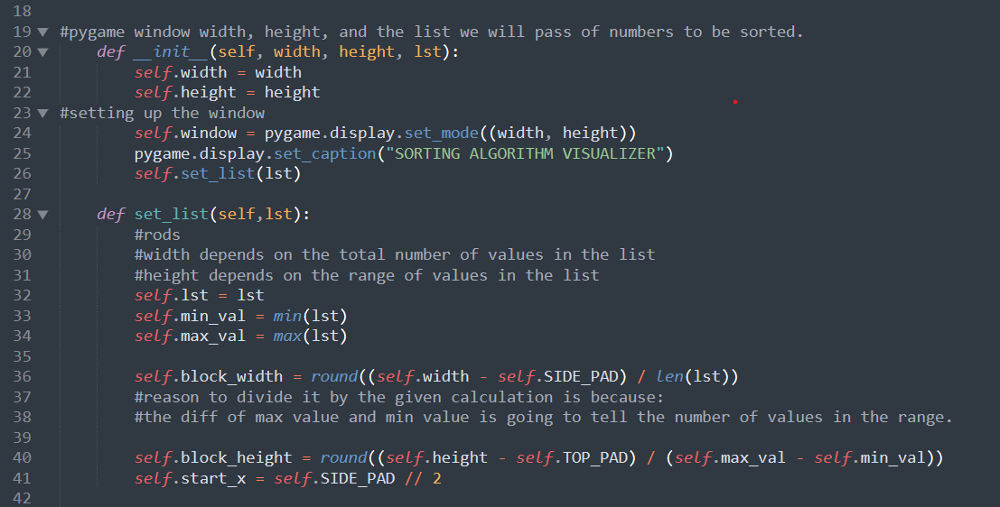 18
19 ▼ #pygame window width, height, and the list we will pass of numbers to be sorted.
20 ▼     def __init__(self, width, height, lst):
21         self.width = width
22         self.height = height
23 ▼ #setting up the window
24         self.window = pygame.display.set_mode((width, height))
25         pygame.display.set_caption("SORTING ALGORITHM VISUALIZER")
26         self.set_list(lst)
27
28 ▼     def set_list(self,lst):
29         #rods
30         #width depends on the total number of values in the list
31         #height depends on the range of values in the list
32         self.lst = lst
33         self.min_val = min(lst)
34         self.max_val = max(lst)
35
36         self.block_width = round((self.width - self.SIDE_PAD) / len(lst))
37         #reason to divide it by the given calculation is because:
38         #the diff of max value and min value is going to tell the number of values in the range.
39
40         self.block_height = round((self.height - self.TOP_PAD) / (self.max_val - self.min_val))
41         self.start_x = self.SIDE_PAD // 2
42